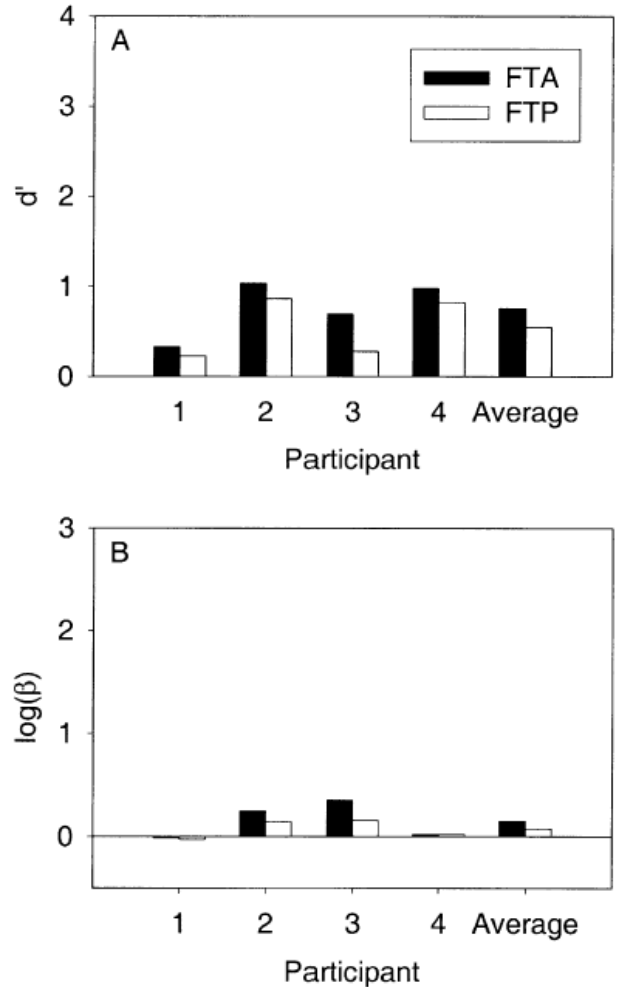 A
FTA
FTP
4
3
2
1
0
d'
1 2 3 4 Average
Participant
B
3
2
1
0
log(β)
1 2 3 4 Average
Participant